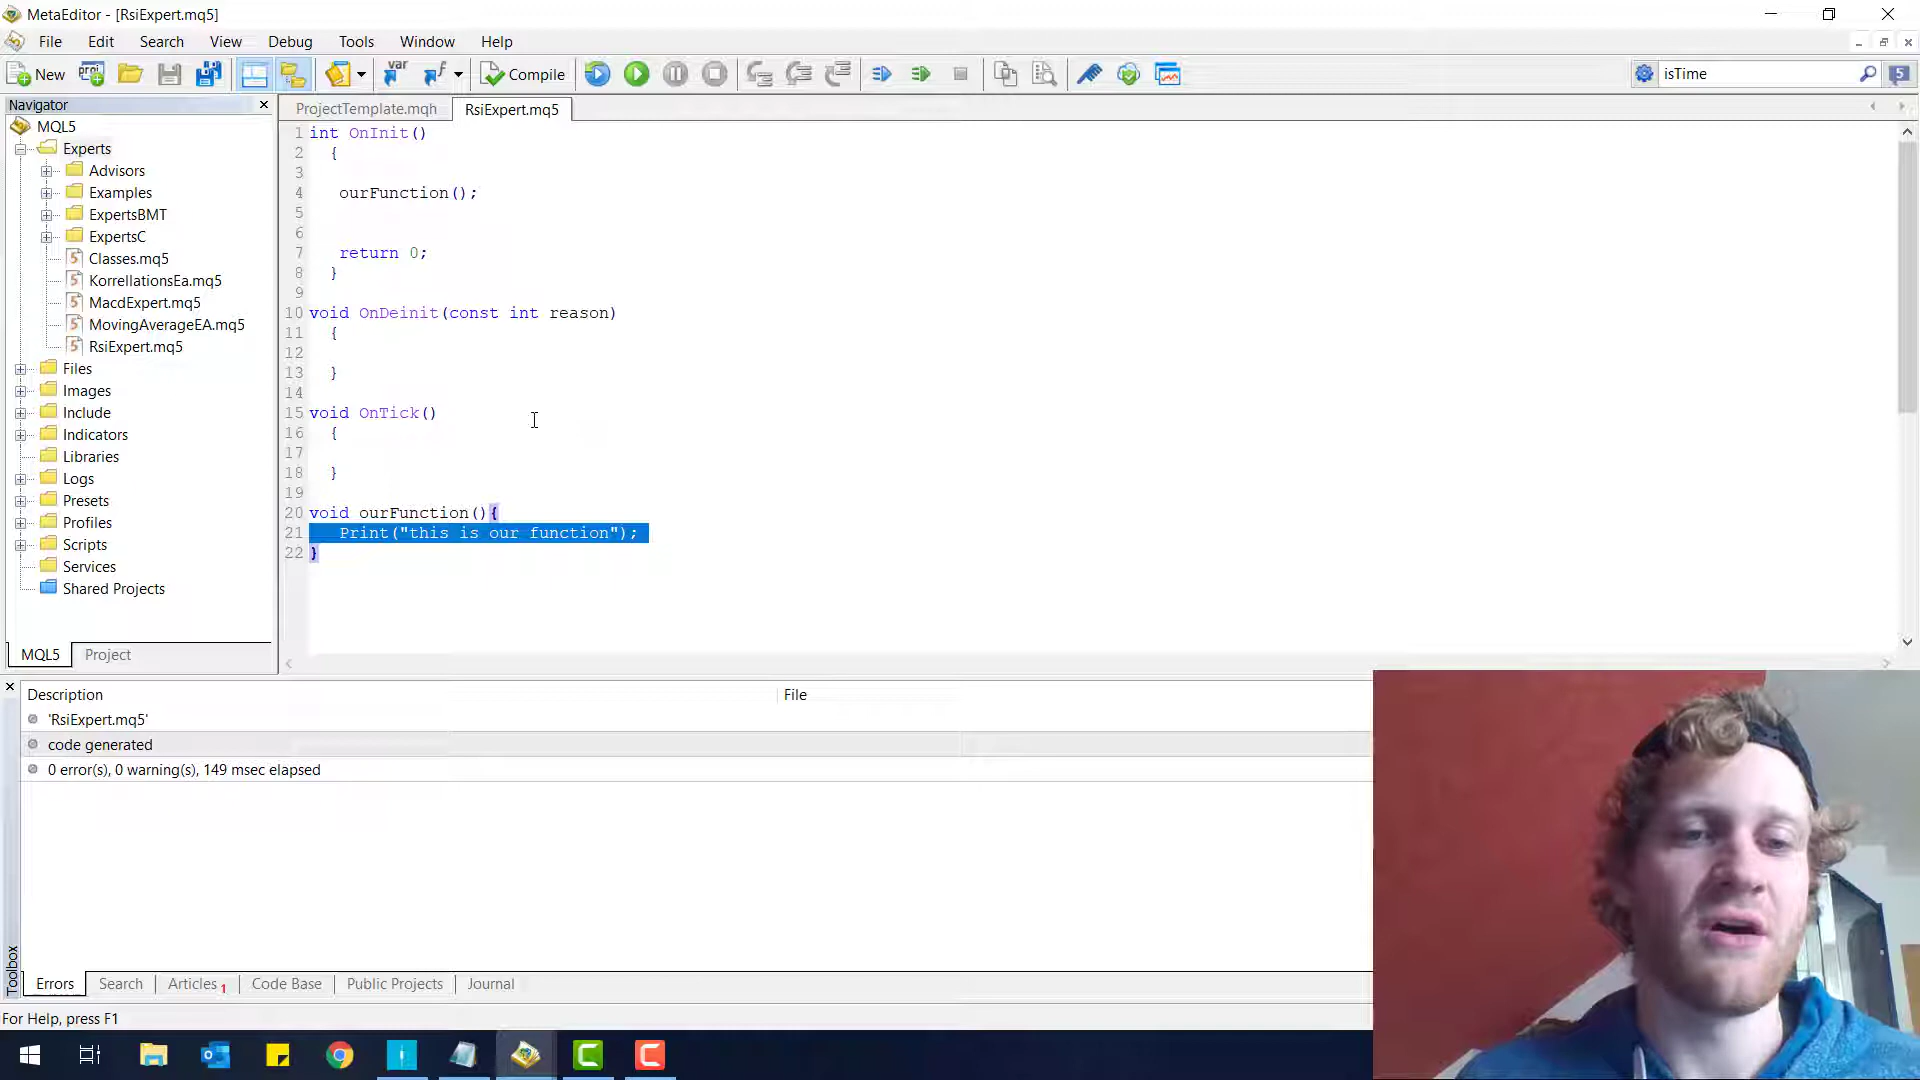 MetaEditor - [RsiExpert.mq5]
File Edit Search View Debug Tools Window Help
New proj var f Compile isTime 5
Navigator
ProjectTemplate.mqh RsiExpert.mq5
MQL5
Experts
Advisors
Examples
ExpertsBMT
ExpertsC
Classes.mq5
KorrellationsEa.mq5
MacdExpert.mq5
MovingAverageEA.mq5
RsiExpert.mq5
Files
Images
Include
Indicators
Libraries
Logs
Presets
Profiles
Scripts
Services
Shared Projects
MQL5 Project
1 int OnInit()
2 {
3
4 ourFunction();
5
6
7 return 0;
8 }
9
10 void OnDeinit(const int reason)
11 {
12
13 }
14
15 void OnTick()
16 {
17
18 }
19
20 void ourFunction(){
21 Print("this is our function");
22 }
Description File
'RsiExpert.mq5'
code generated
0 error(s), 0 warning(s), 149 msec elapsed
Toolbox
Errors Search Articles 1 Code Base Public Projects Journal
For Help, press F1